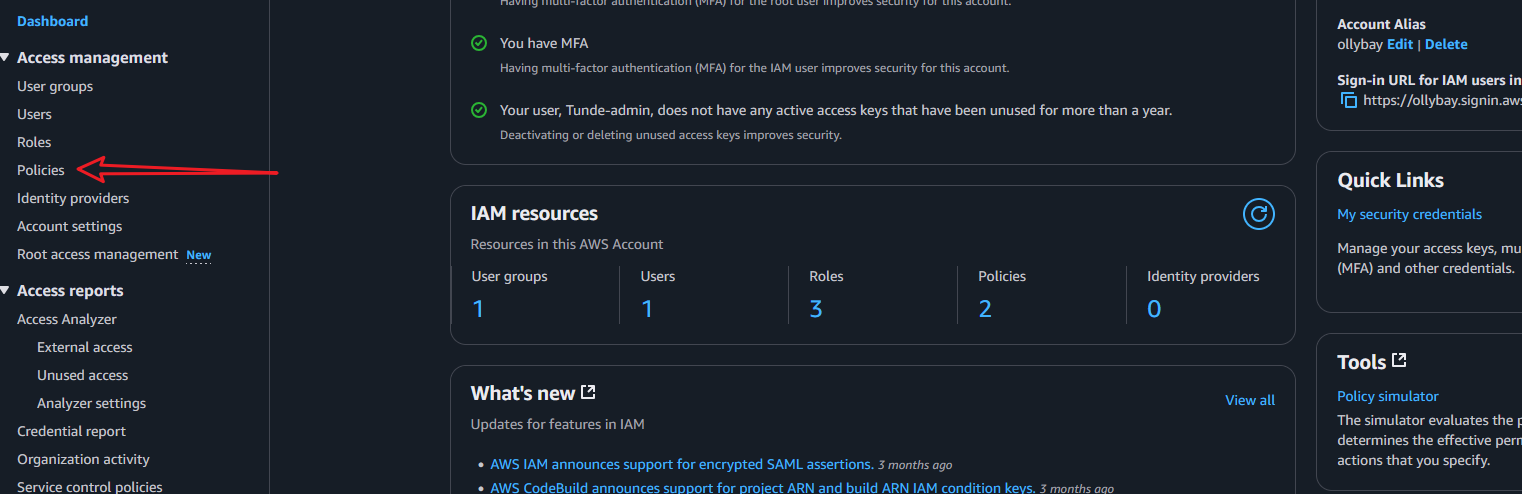 Dashboard
Access management
User groups
Users
Roles
Policies
Identity providers
Account settings
Root access management New
Access reports
Access Analyzer
External access
Unused access
Analyzer settings
Credential report
Organization activity
Service control policies
Having multi-factor authentication (MFA) for the root user improves security for this account.
You have MFA
Having multi-factor authentication (MFA) for the IAM user improves security for this account.
Your user, Tunde-admin, does not have any active access keys that have been unused for more than a year.
Deactivating or deleting unused access keys improves security.
IAM resources
Resources in this AWS Account
User groups
1
Users
1
Roles
3
Policies
2
Identity providers
0
What's new
View all
Updates for features in IAM
• AWS IAM announces support for encrypted SAML assertions. 3 months ago
• AWS CodeBuild announces support for project ARN and build ARN IAM condition keys. 3 months ago
Account Alias
ollybay Edit | Delete
Sign-in URL for IAM users in
https://ollybay.signin.aws
Quick Links
My security credentials
Manage your access keys, mu
(MFA) and other credentials.
Tools
Policy simulator
The simulator evaluates the p
determines the effective perm
actions that you specify.